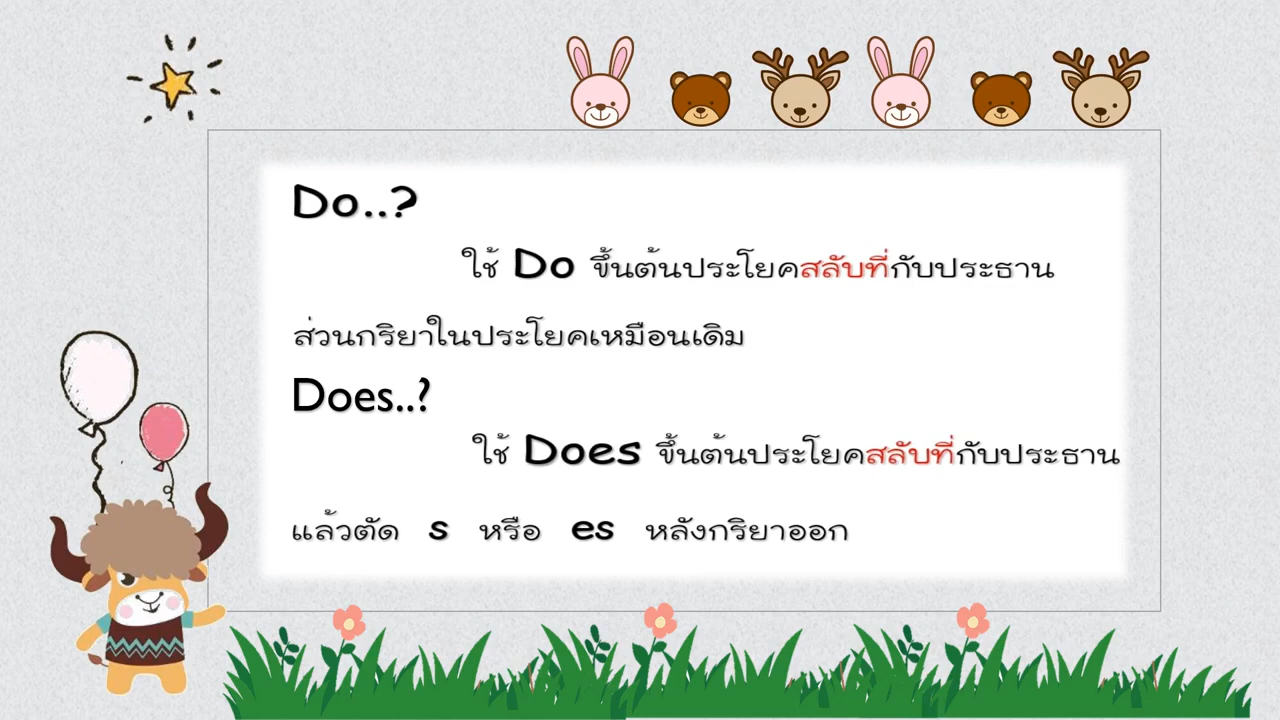 Do..?
ใช้ Do ขึ้นต้นประโยคสลับที่กับประธาน
ส่วนกริยาในประโยคเหมือนเดิม
Does..?
ใช้ Does ขึ้นต้นประโยคสลับที่กับประธาน
แล้วตัด s หรือ es หลังกริยาออก